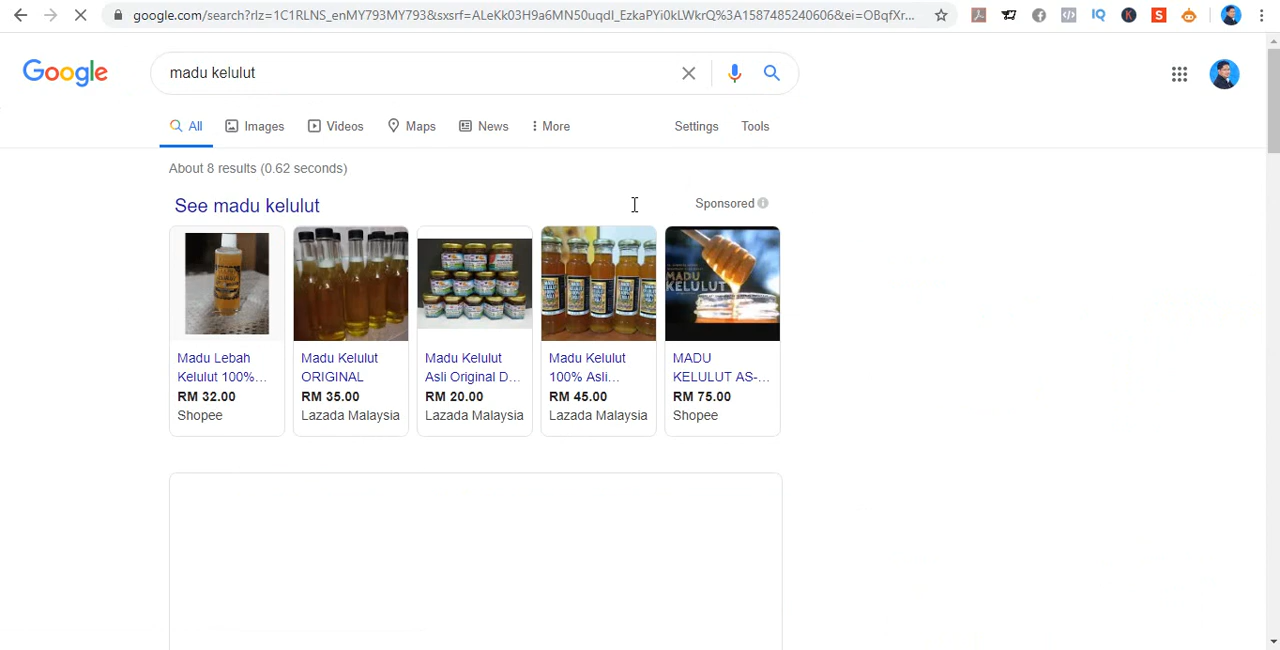 google.com/search?rlz=1C1RLNS_enMY793MY793&sxsrf=ALeKk03H9a6MN50uqdI_EzkaPYi0kLWkrQ%3A1587485240606&ei=OBqfXr...
Google
madu kelulut
All Images Videos Maps News More Settings Tools
About 8 results (0.62 seconds)
See madu kelulut
Sponsored
MADU
KELULUT
Madu Lebah
Kelulut 100%...
RM 32.00
Shopee
Madu Kelulut
ORIGINAL
RM 35.00
Lazada Malaysia
Madu Kelulut
Asli Original D...
RM 20.00
Lazada Malaysia
Madu Kelulut
100% Asli...
RM 45.00
Lazada Malaysia
MADU
KELULUT AS-...
RM 75.00
Shopee